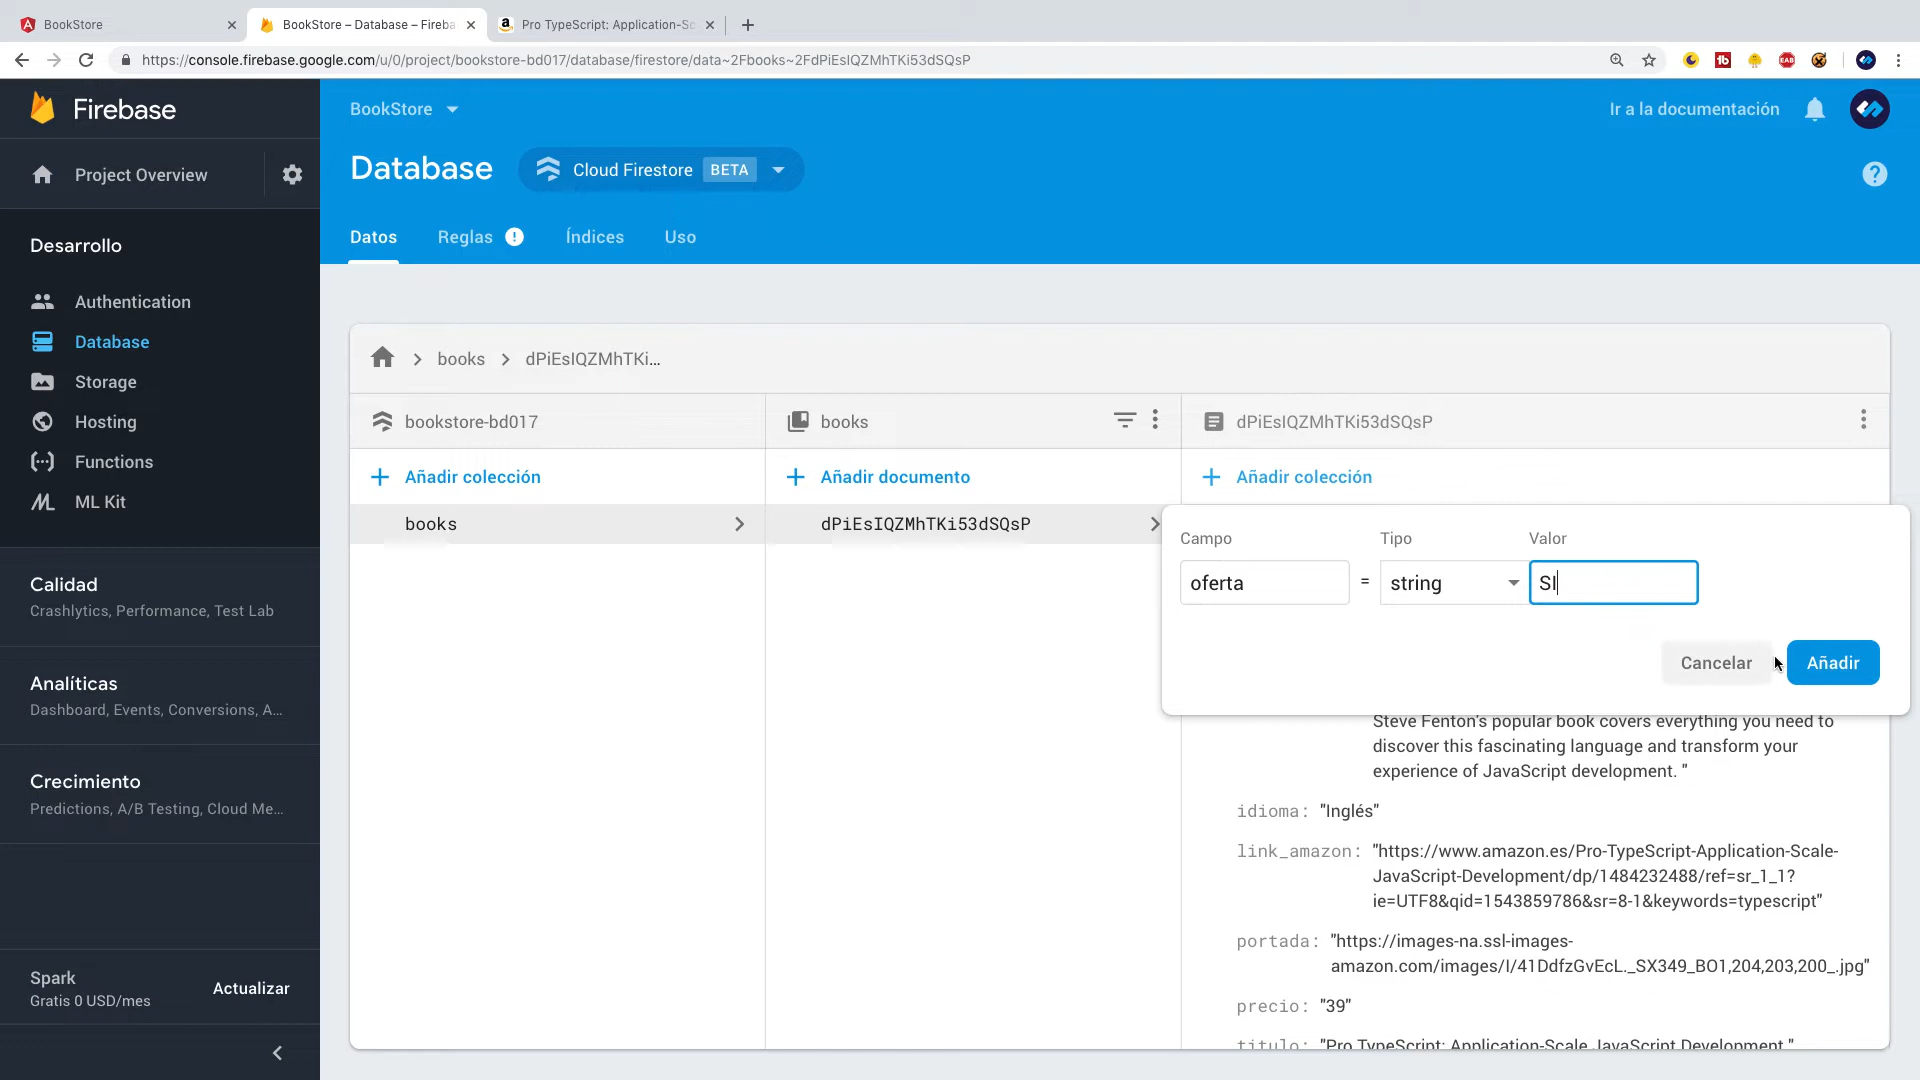 BookStore
BookStore – Database – Fireba
Pro TypeScript: Application-Sc
https://console.firebase.google.com/u/0/project/bookstore-bd017/database/firestore/data~2Fbooks~2FdPiEsIQZMhTKi53dSQsP
Firebase
BookStore
Ir a la documentación
Project Overview
Database
Cloud Firestore BETA
Datos
Reglas
Índices
Uso
Desarrollo
Authentication
Database
Storage
Hosting
Functions
ML Kit
Calidad
Crashlytics, Performance, Test Lab
Analíticas
Dashboard, Events, Conversions, A...
Crecimiento
Predictions, A/B Testing, Cloud Me...
Spark
Gratis 0 USD/mes
Actualizar
books
dPiEsIQZMhTKi...
bookstore-bd017
books
dPiEsIQZMhTKi53dSQsP
Añadir colección
Añadir documento
Añadir colección
books
dPiEsIQZMhTKi53dSQsP
Campo
Tipo
Valor
oferta
=
string
SI
Cancelar
Añadir
Steve Fenton's popular book covers everything you need to
discover this fascinating language and transform your
experience of JavaScript development. "
idioma: "Inglés"
link_amazon: "https://www.amazon.es/Pro-TypeScript-Application-Scale-
JavaScript-Development/dp/1484232488/ref=sr_1_1?
ie=UTF8&qid=1543859786&sr=8-1&keywords=typescript"
portada: "https://images-na.ssl-images-
amazon.com/images/I/41DdfzGvEcL._SX349_BO1,204,203,200_.jpg"
precio: "39"
titulo: "Pro TypeScript: Application-Scale JavaScript Development "